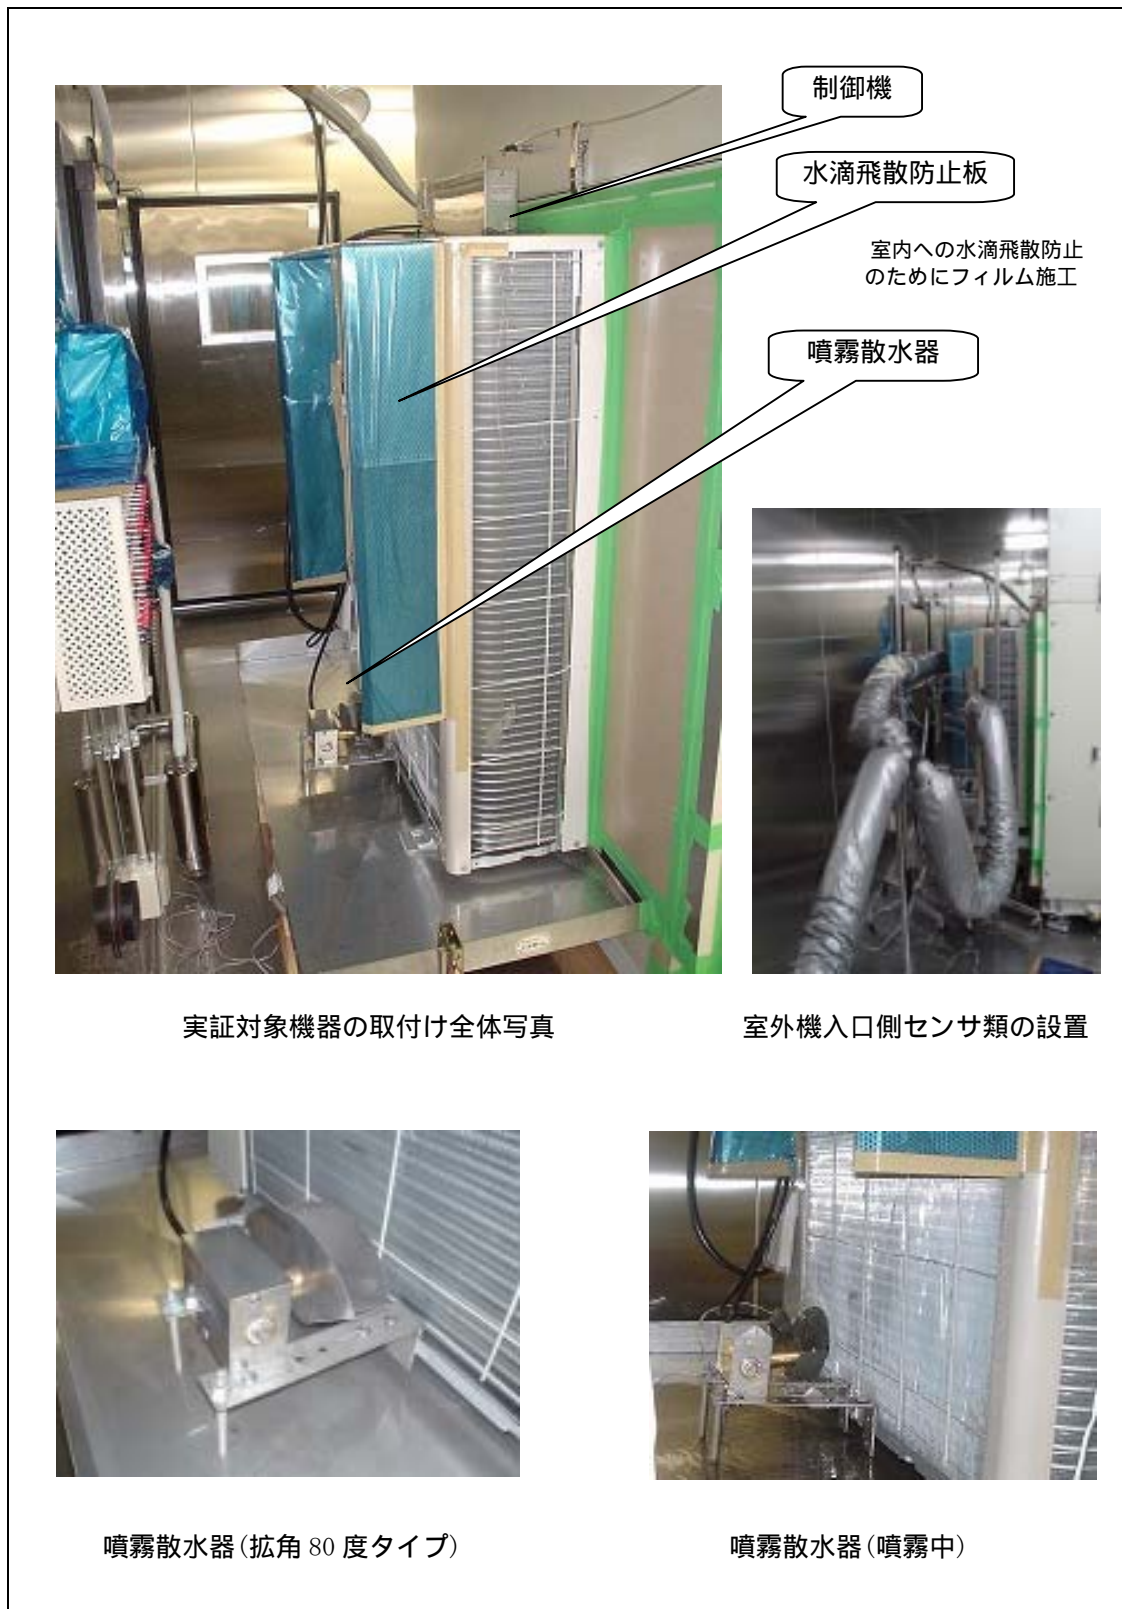 制御機
水滴飛散防止板
室内への水滴飛散防止
のためにフィルム施工
噴霧散水器
実証対象機器の取付け全体写真
室外機入口側センサ類の設置
噴霧散水器(拡角 80 度タイプ)
噴霧散水器(噴霧中)